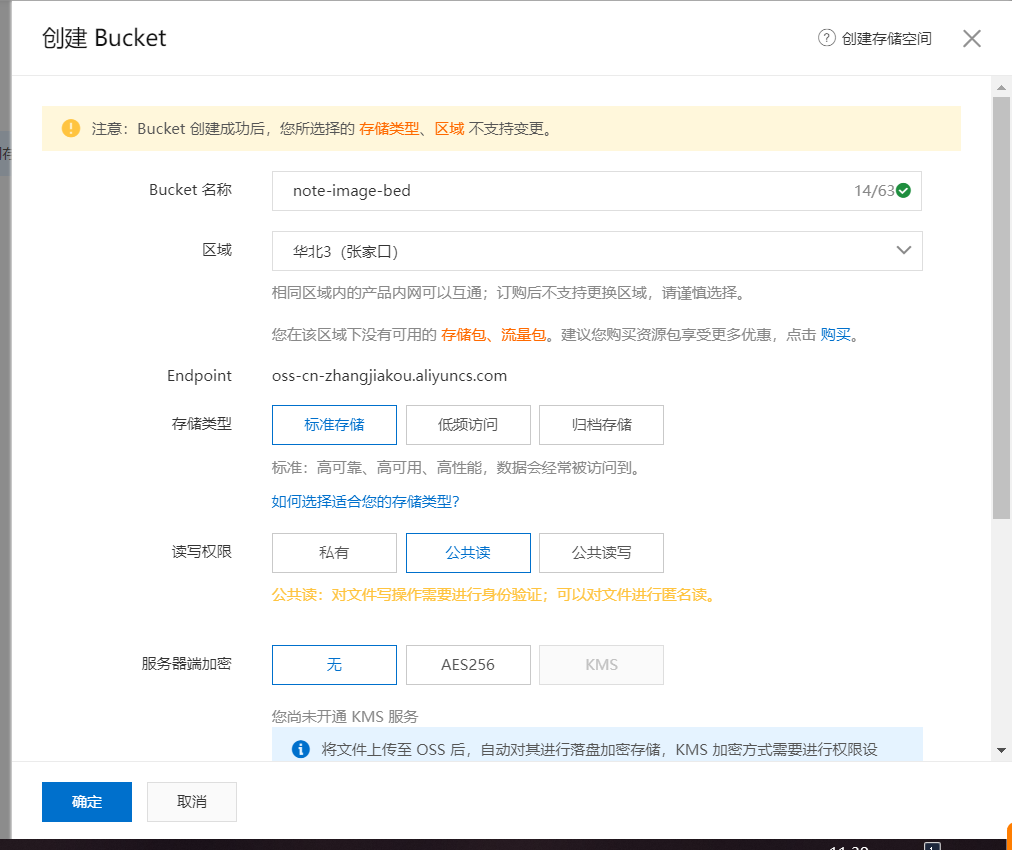 创建 Bucket
创建存储空间
注意：Bucket 创建成功后，您所选择的 存储类型、区域 不支持变更。
Bucket 名称
note-image-bed
14/63
区域
华北3（张家口）
相同区域内的产品内网可以互通；订购后不支持更换区域，请谨慎选择。
您在该区域下没有可用的 存储包、流量包。建议您购买资源包享受更多优惠，点击 购买。
Endpoint
oss-cn-zhangjiakou.aliyuncs.com
存储类型
标准存储
低频访问
归档存储
标准：高可靠、高可用、高性能，数据会经常被访问到。
如何选择适合您的存储类型?
读写权限
私有
公共读
公共读写
公共读：对文件写操作需要进行身份验证；可以对文件进行匿名读。
服务器端加密
无
AES256
KMS
您尚未开通 KMS 服务
将文件上传至 OSS 后，自动对其进行落盘加密存储，KMS 加密方式需要进行权限设
确定
取消